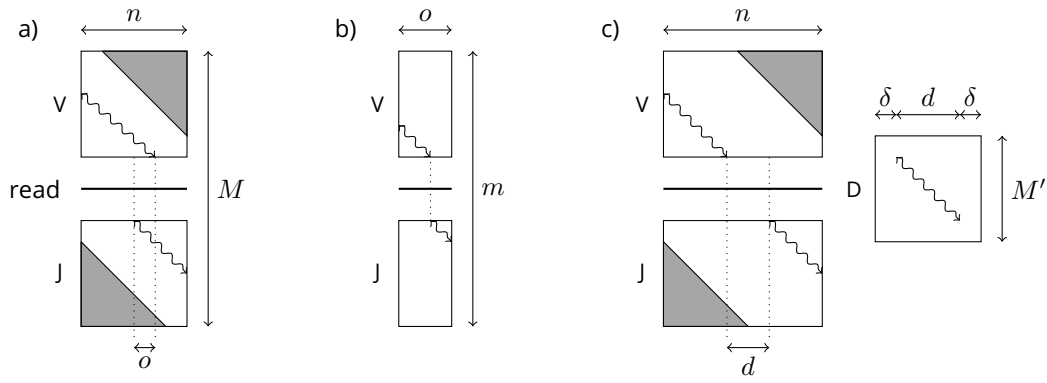 a) n b) o c) n
V V V δ d δ
read M m D M′
J J J
o d